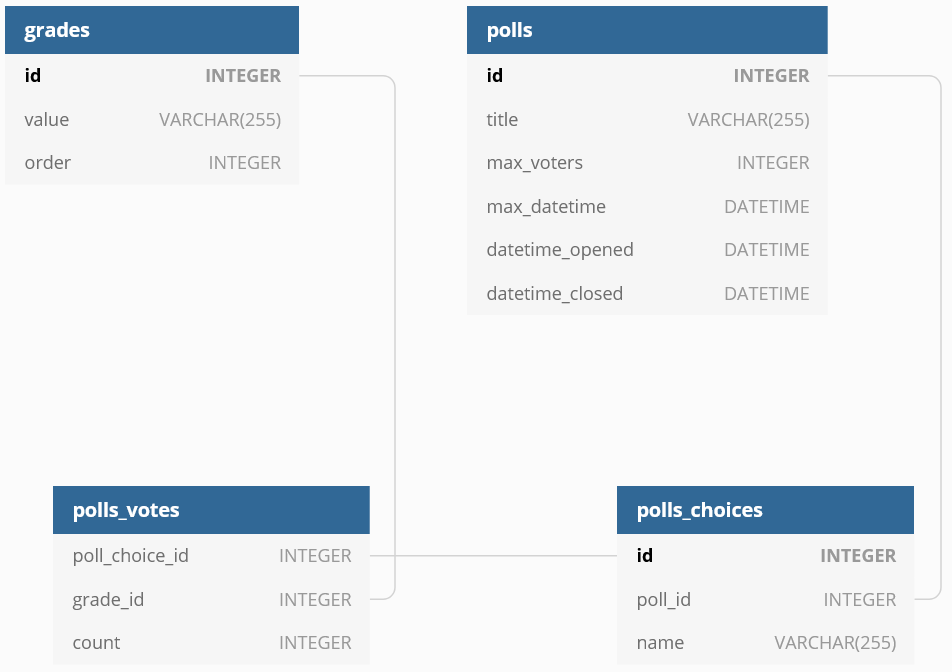 grades
id INTEGER
value VARCHAR(255)
order INTEGER
polls
id INTEGER
title VARCHAR(255)
max_voters INTEGER
max_datetime DATETIME
datetime_opened DATETIME
datetime_closed DATETIME
polls_votes
poll_choice_id INTEGER
grade_id INTEGER
count INTEGER
polls_choices
id INTEGER
poll_id INTEGER
name VARCHAR(255)